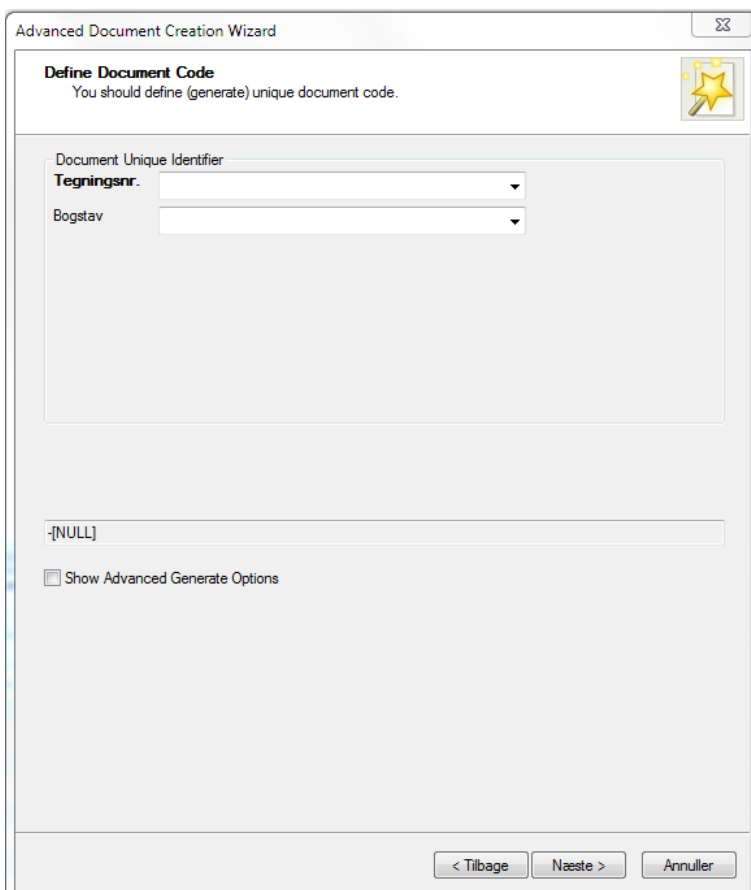 Advanced Document Creation Wizard
Define Document Code
You should define (generate) unique document code.
Document Unique Identifier
Tegningsnr.
Bogstav
-[NULL]
Show Advanced Generate Options
< Tilbage Næste > Annuller